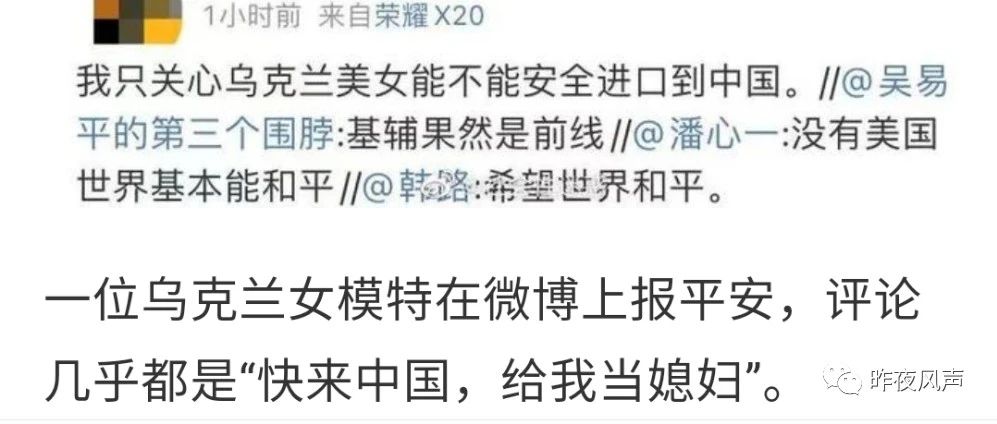 1小时前 来自荣耀X20
我只关心乌克兰美女能不能安全进口到中国。//@吴易
平的第三个围脖:基辅果然是前线//@潘心一:没有美国
世界基本能和平//@韩路:希望世界和平。
一位乌克兰女模特在微博上报平安，评论
几乎都是“快来中国，给我当媳妇”。
昨夜风声